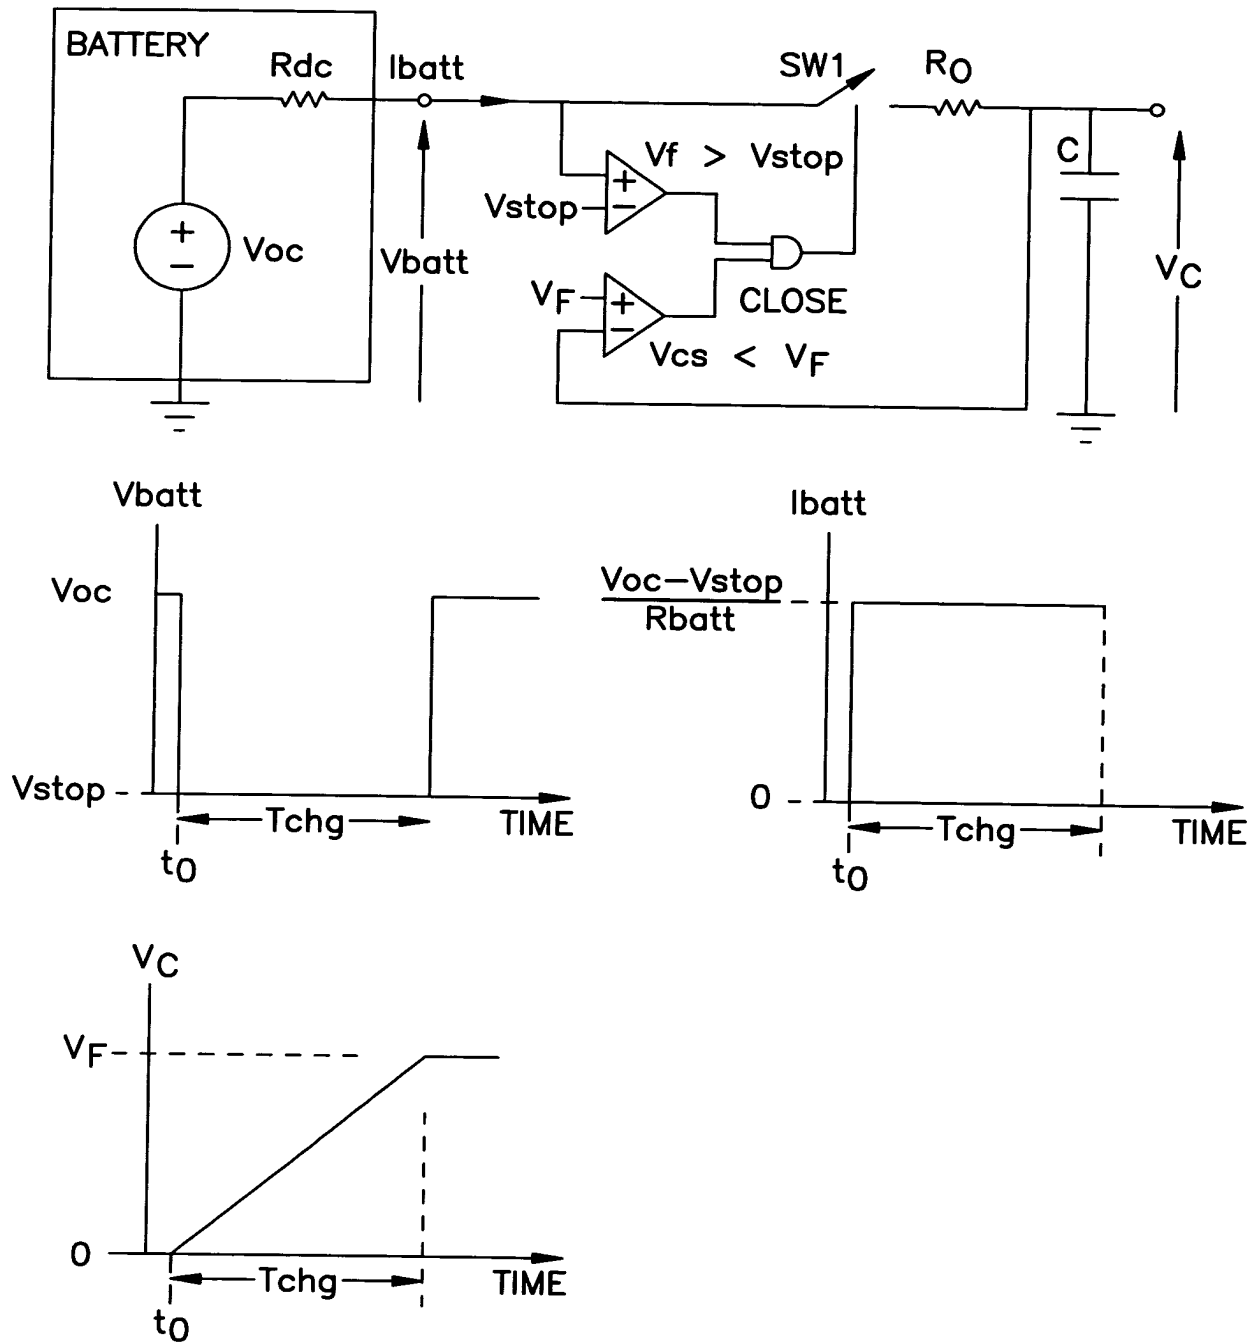 BATTERY
Rdc
Ibatt
SW1
RO
Vf > Vstop
C
+
−
Vstop
+
−
Voc
Vbatt
VC
VF
+
−
CLOSE
Vcs < VF
Vbatt
Ibatt
Voc
Voc−Vstop
Rbatt
Vstop
0
Tchg
TIME
Tchg
TIME
t0
t0
VC
VF
0
Tchg
TIME
t0